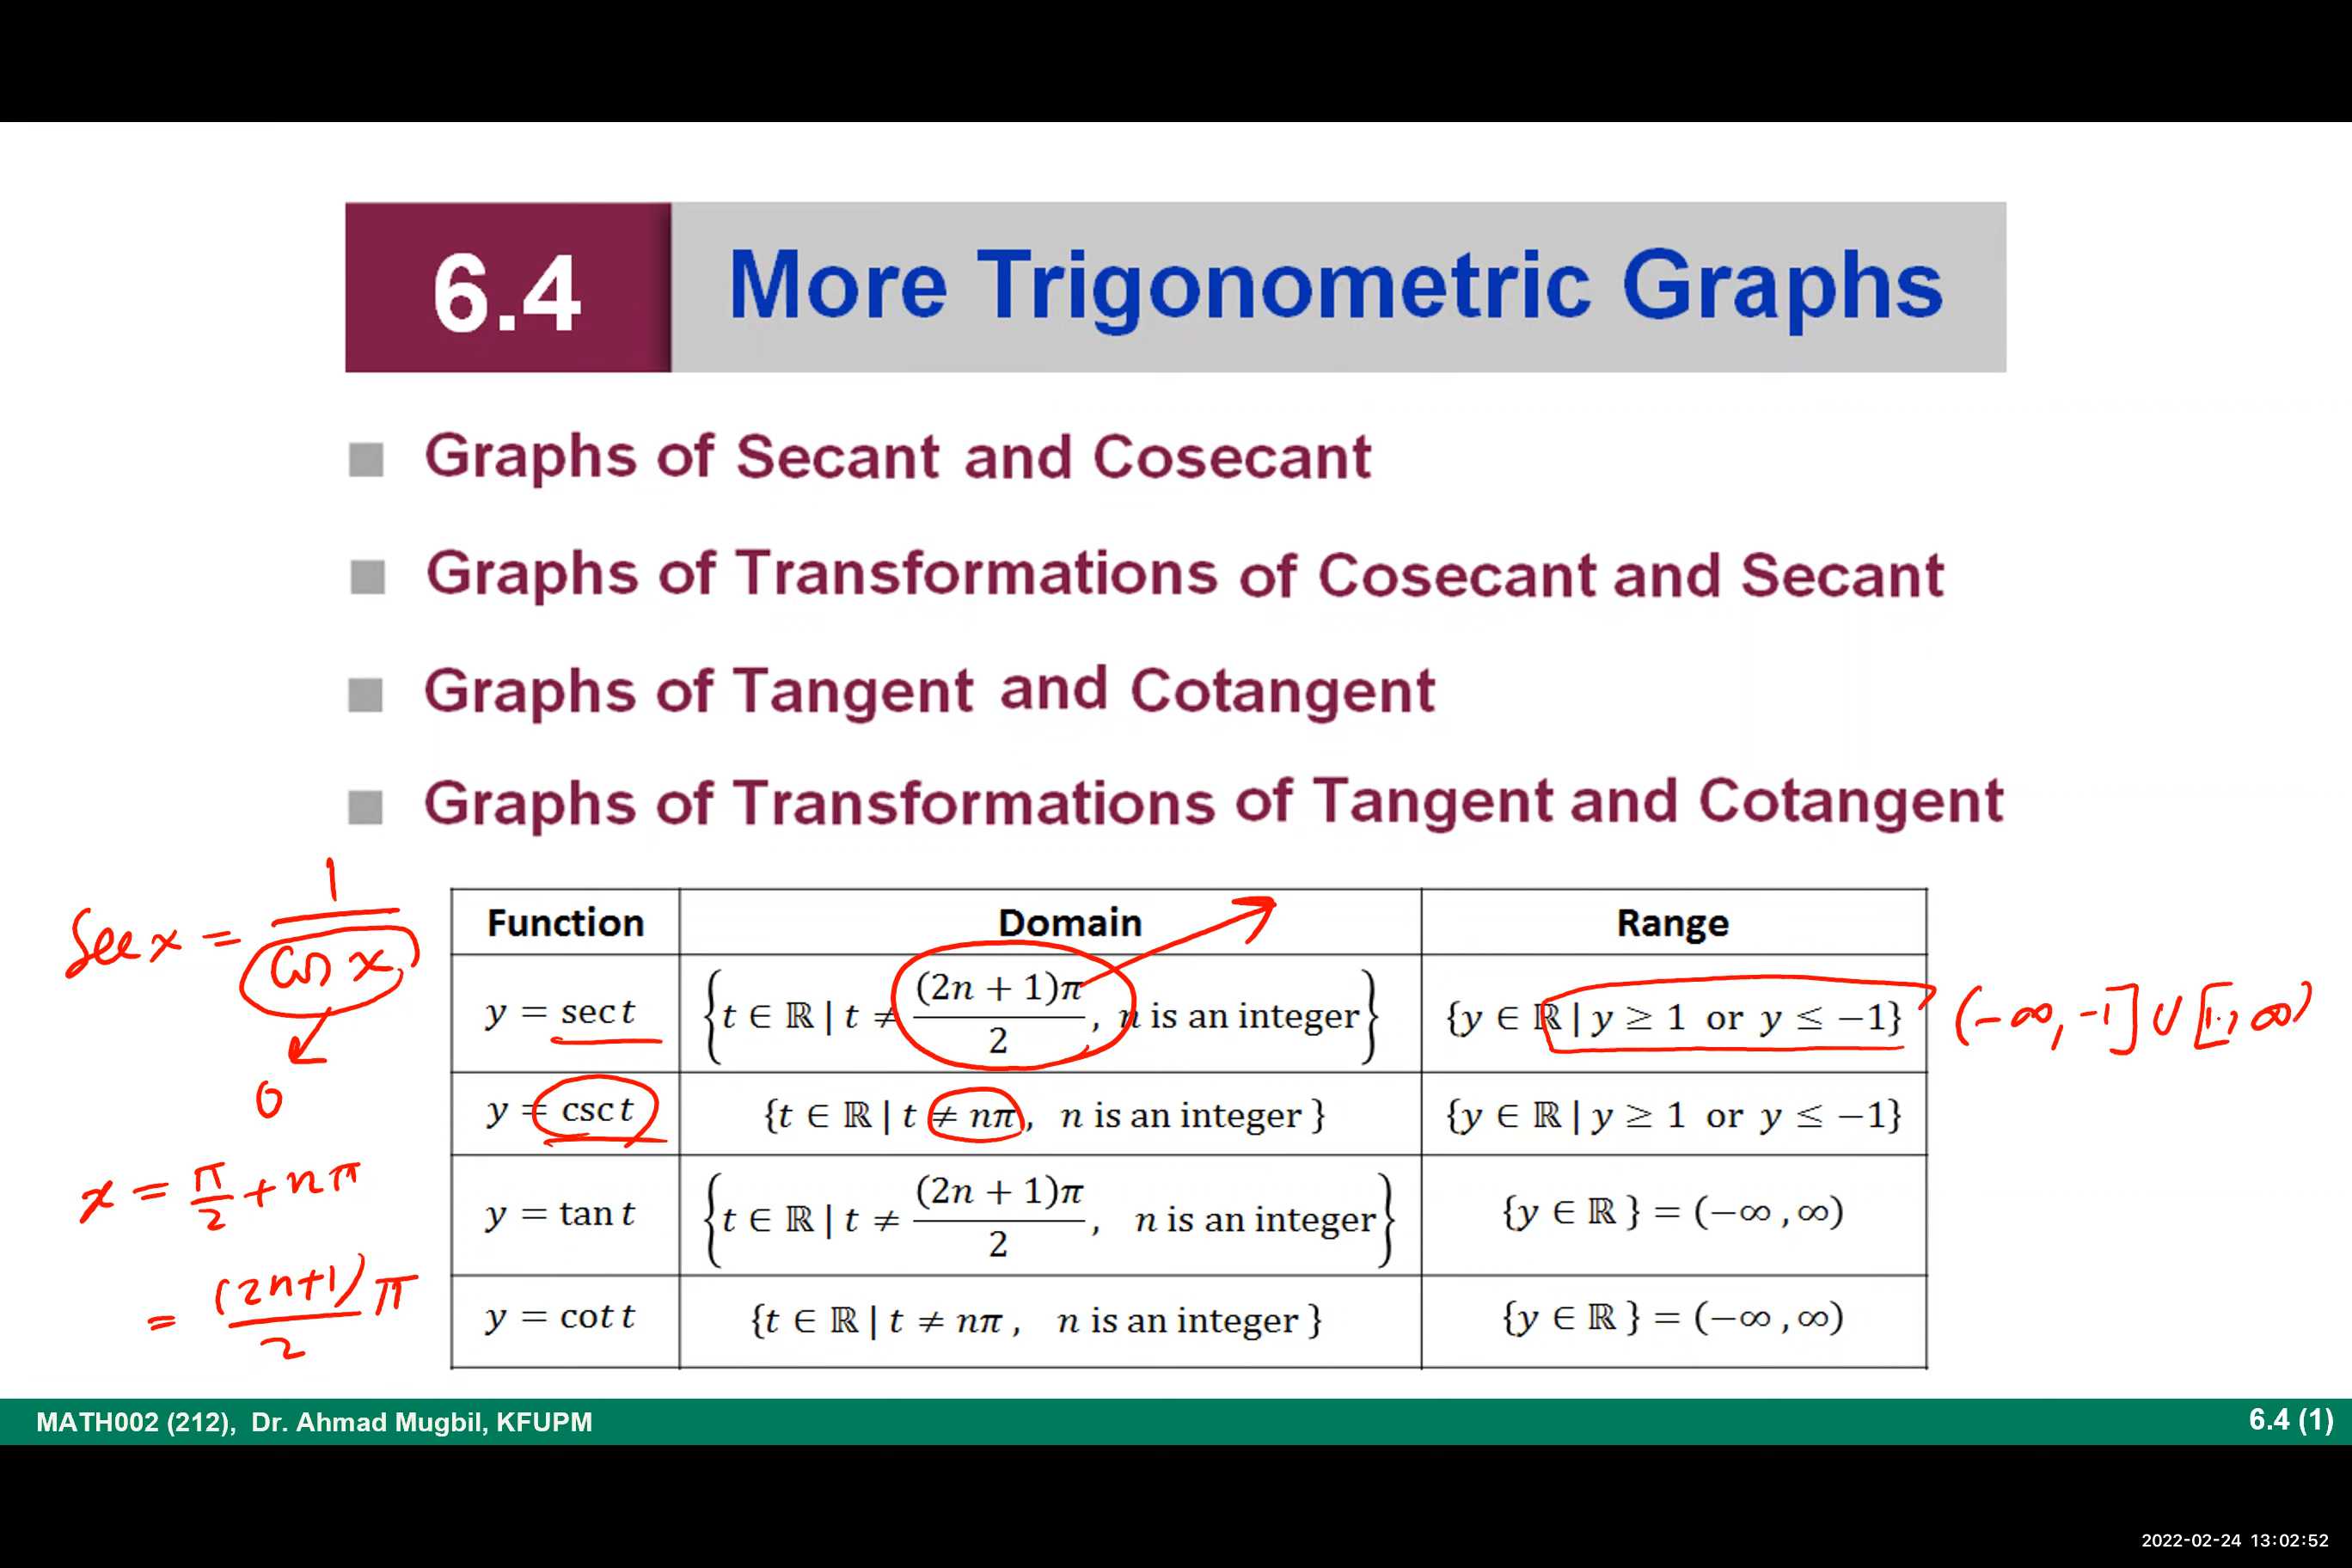 6.4 More Trigonometric Graphs
Graphs of Secant and Cosecant
Graphs of Transformations of Cosecant and Secant
Graphs of Tangent and Cotangent
Graphs of Transformations of Tangent and Cotangent
Sec x = 1 / cos x
0
x = π/2 + nπ
= (2n+1)π / 2
Function Domain Range
y = sec t {t ∈ ℝ | t ≠ (2n + 1)π / 2 , n is an integer} {y ∈ ℝ | y ≥ 1 or y ≤ −1} (-∞, -1] ∪ [1, ∞)
y = csc t {t ∈ ℝ | t ≠ nπ , n is an integer } {y ∈ ℝ | y ≥ 1 or y ≤ −1}
y = tan t {t ∈ ℝ | t ≠ (2n + 1)π / 2 , n is an integer} {y ∈ ℝ } = (−∞ , ∞)
y = cot t {t ∈ ℝ | t ≠ nπ , n is an integer } {y ∈ ℝ } = (−∞ , ∞)
MATH002 (212), Dr. Ahmad Mugbil, KFUPM 6.4 (1)
2022-02-24 13:02:52